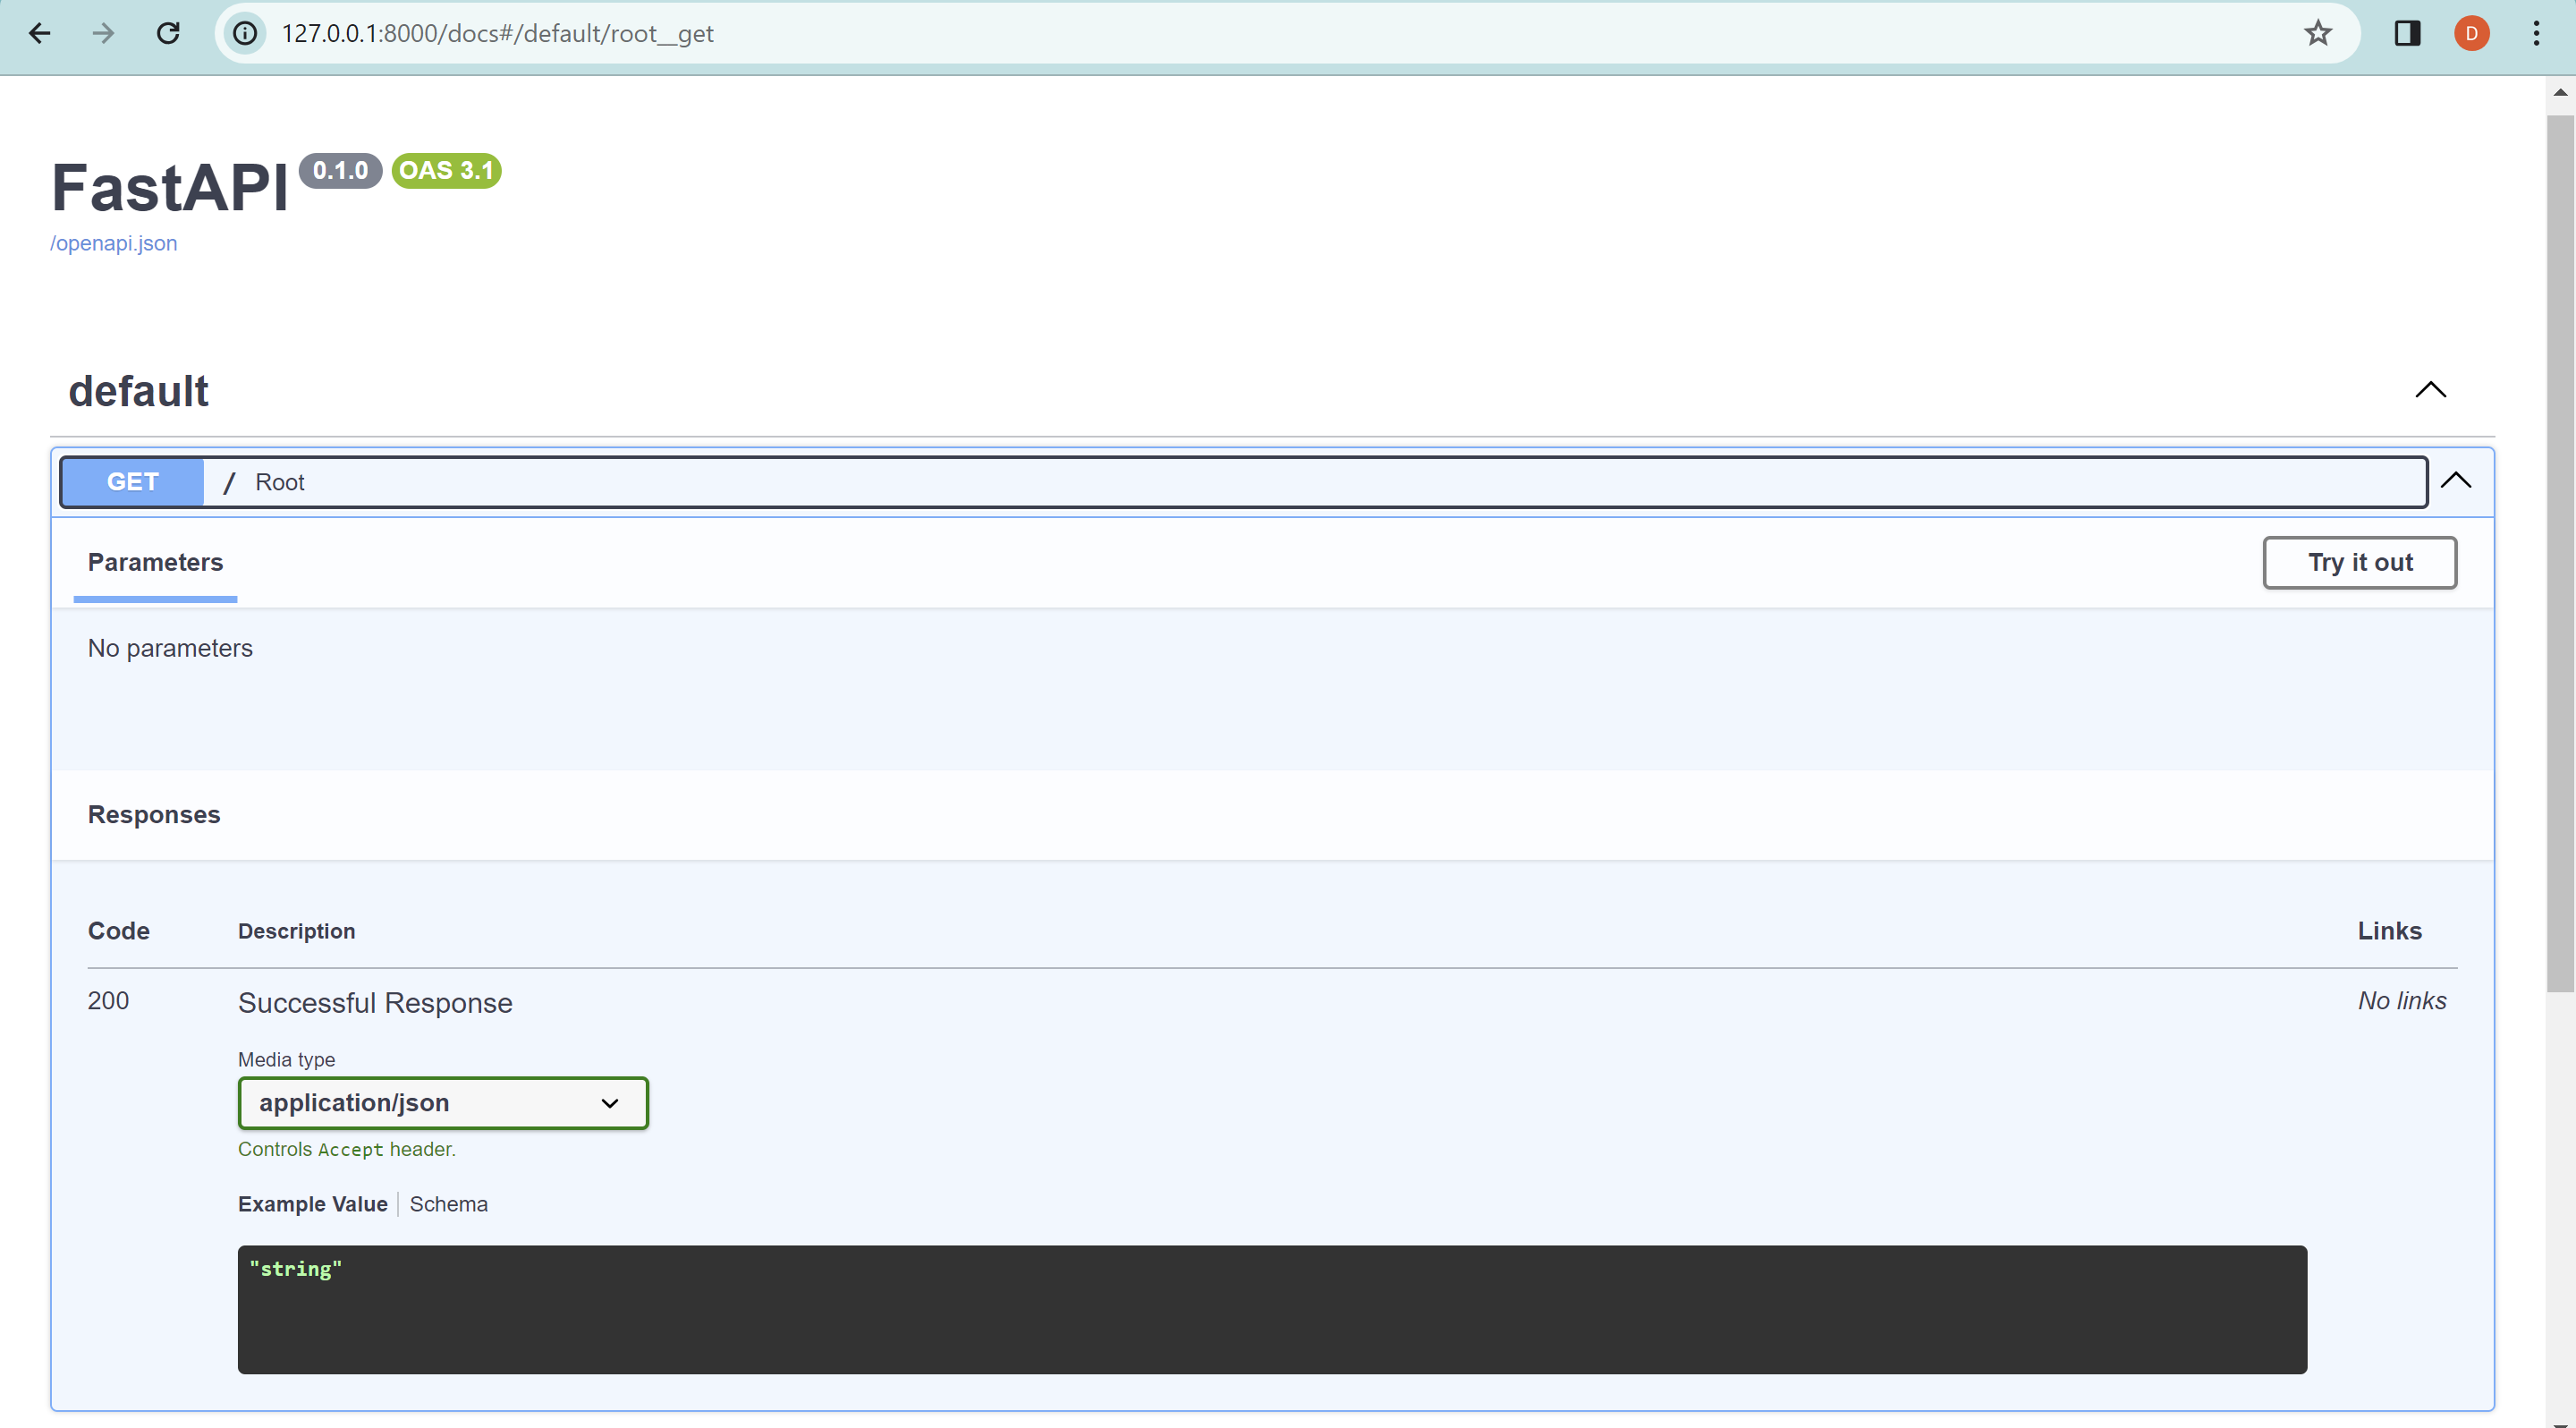 127.0.0.1:8000/docs#/default/root__get
D
FastAPI 0.1.0 OAS 3.1
/openapi.json
default
GET / Root
Parameters
Try it out
No parameters
Responses
Code Description Links
200 Successful Response No links
Media type
application/json
Controls Accept header.
Example Value Schema
"string"